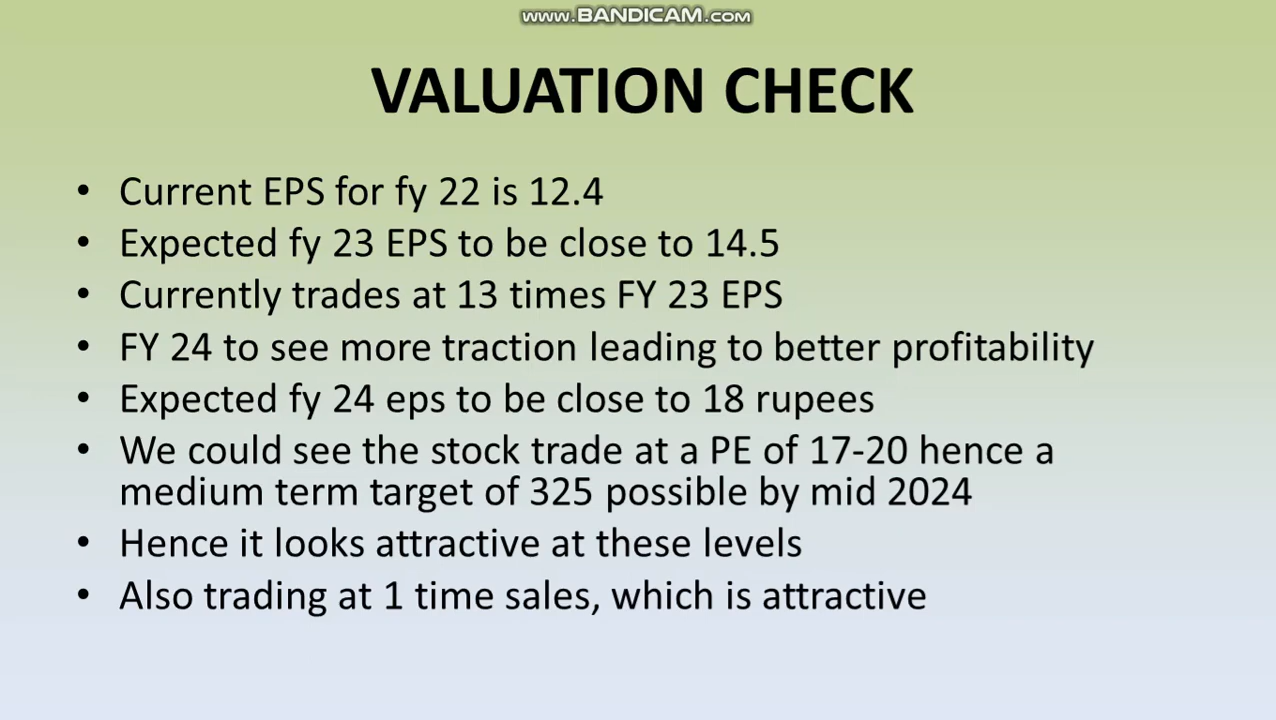 www.BANDICAM.com
VALUATION CHECK
• Current EPS for fy 22 is 12.4
• Expected fy 23 EPS to be close to 14.5
• Currently trades at 13 times FY 23 EPS
• FY 24 to see more traction leading to better profitability
• Expected fy 24 eps to be close to 18 rupees
• We could see the stock trade at a PE of 17-20 hence a
medium term target of 325 possible by mid 2024
• Hence it looks attractive at these levels
• Also trading at 1 time sales, which is attractive